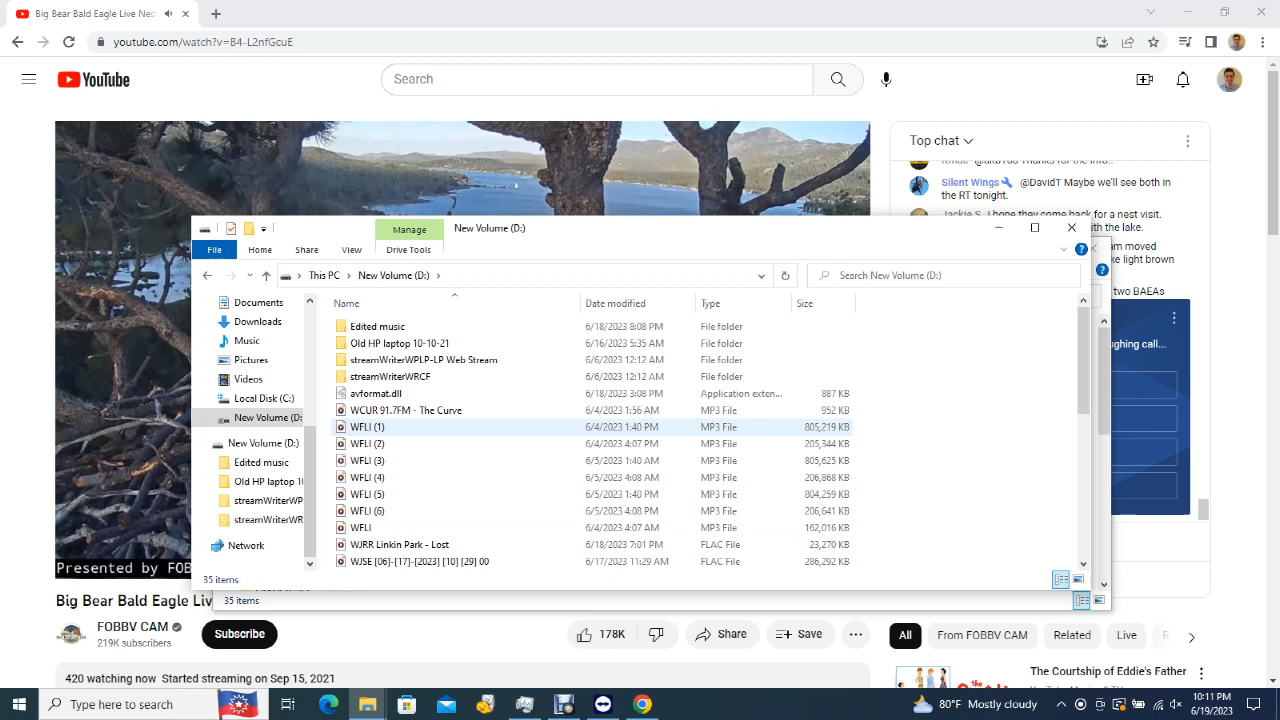 Big Bear Bald Eagle Live Nes
youtube.com/watch?v=B4-L2nfGcuE
YouTube
Search
Top chat
Silent Wings @DavidT Maybe we'll see both in
the RT tonight.
Jackie S. I hope they come back for a nest visit.
with the lake.
Manage
New Volume (D:)
File
Home
Share
View
Drive Tools
am moved
ke light brown
This PC
New Volume (D:)
Search New Volume (D:)
two BAEAs
ughing call...
Documents
Downloads
Music
Pictures
Videos
Local Disk (C:)
New Volume (D:
New Volume (D:)
Edited music
Old HP laptop 10
streamWriterWP
streamWriterWR
Network
Name Date modified Type Size
Edited music 6/18/2023 8:08 PM File folder
Old HP laptop 10-10-21 6/16/2023 5:35 AM File folder
streamWriterWPLP-LP Web Stream 6/6/2023 12:12 AM File folder
streamWriterWRCF 6/6/2023 12:12 AM File folder
avformat.dll 6/18/2023 3:08 PM Application exten... 887 KB
WCUR 91.7FM - The Curve 6/4/2023 1:56 AM MP3 File 952 KB
WFLI (1) 6/4/2023 1:40 PM MP3 File 805,219 KB
WFLI (2) 6/4/2023 4:07 PM MP3 File 205,344 KB
WFLI (3) 6/5/2023 1:40 AM MP3 File 805,625 KB
WFLI (4) 6/5/2023 4:08 AM MP3 File 206,868 KB
WFLI (5) 6/5/2023 1:40 PM MP3 File 804,259 KB
WFLI (6) 6/5/2023 4:08 PM MP3 File 206,641 KB
WFLI 6/4/2023 4:07 AM MP3 File 162,016 KB
WJRR Linkin Park - Lost 6/18/2023 7:01 PM FLAC File 23,270 KB
WJSE [06]-[17]-[2023] [10] [29] 00 6/17/2023 11:29 AM FLAC File 286,292 KB
35 items
35 items
Presented by FOBB
Big Bear Bald Eagle Liv
FOBBV CAM
219K subscribers
Subscribe
178K
Share
Save
All
From FOBBV CAM
Related
Live
420 watching now Started streaming on Sep 15, 2021
The Courtship of Eddie's Father
Type here to search
80°F Mostly cloudy
10:11 PM
6/19/2023